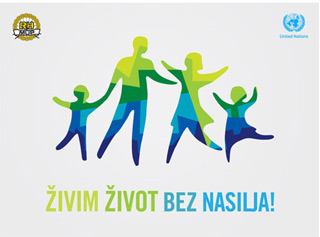 United Nations
ŽIVIM ŽIVOT BEZ NASILJA!